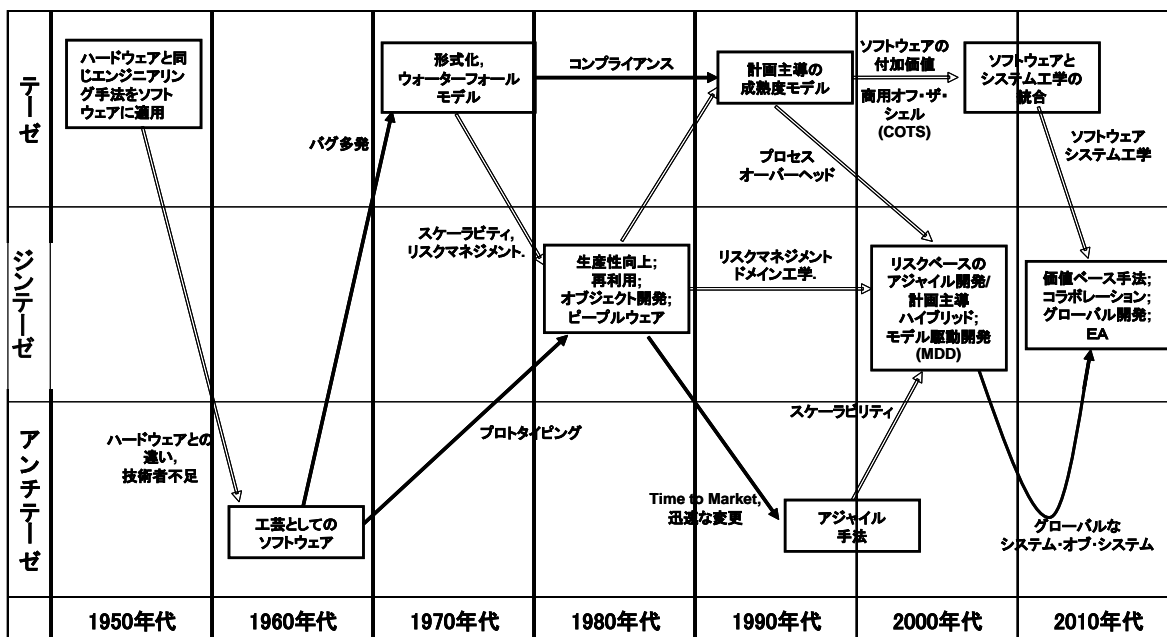 テーゼ
ハードウェアと同
じエンジニアリン
グ手法をソフト
ウェアに適用
形式化,
ウォーターフォール
モデル
コンプライアンス
計画主導の
成熟度モデル
ソフトウェアの
付加価値
商用オフ・ザ・
シェル
(COTS)
ソフトウェアと
システム工学の
統合
バグ多発
プロセス
オーバーヘッド
ソフトウェア
システム工学
ジンテーゼ
スケーラビティ,
リスクマネジメント.
生産性向上;
再利用;
オブジェクト開発;
ピープルウェア
リスクマネジメント
ドメイン工学.
リスクベースの
アジャイル開発/
計画主導
ハイブリッド;
モデル駆動開発
(MDD)
価値ベース手法;
コラボレーション;
グローバル開発;
EA
アンチテーゼ
ハードウェアとの
違い,
技術者不足
工芸としての
ソフトウェア
プロトタイピング
Time to Market,
迅速な変更
スケーラビリティ
アジャイル
手法
グローバルな
システム・オブ・システム
1950年代
1960年代
1970年代
1980年代
1990年代
2000年代
2010年代